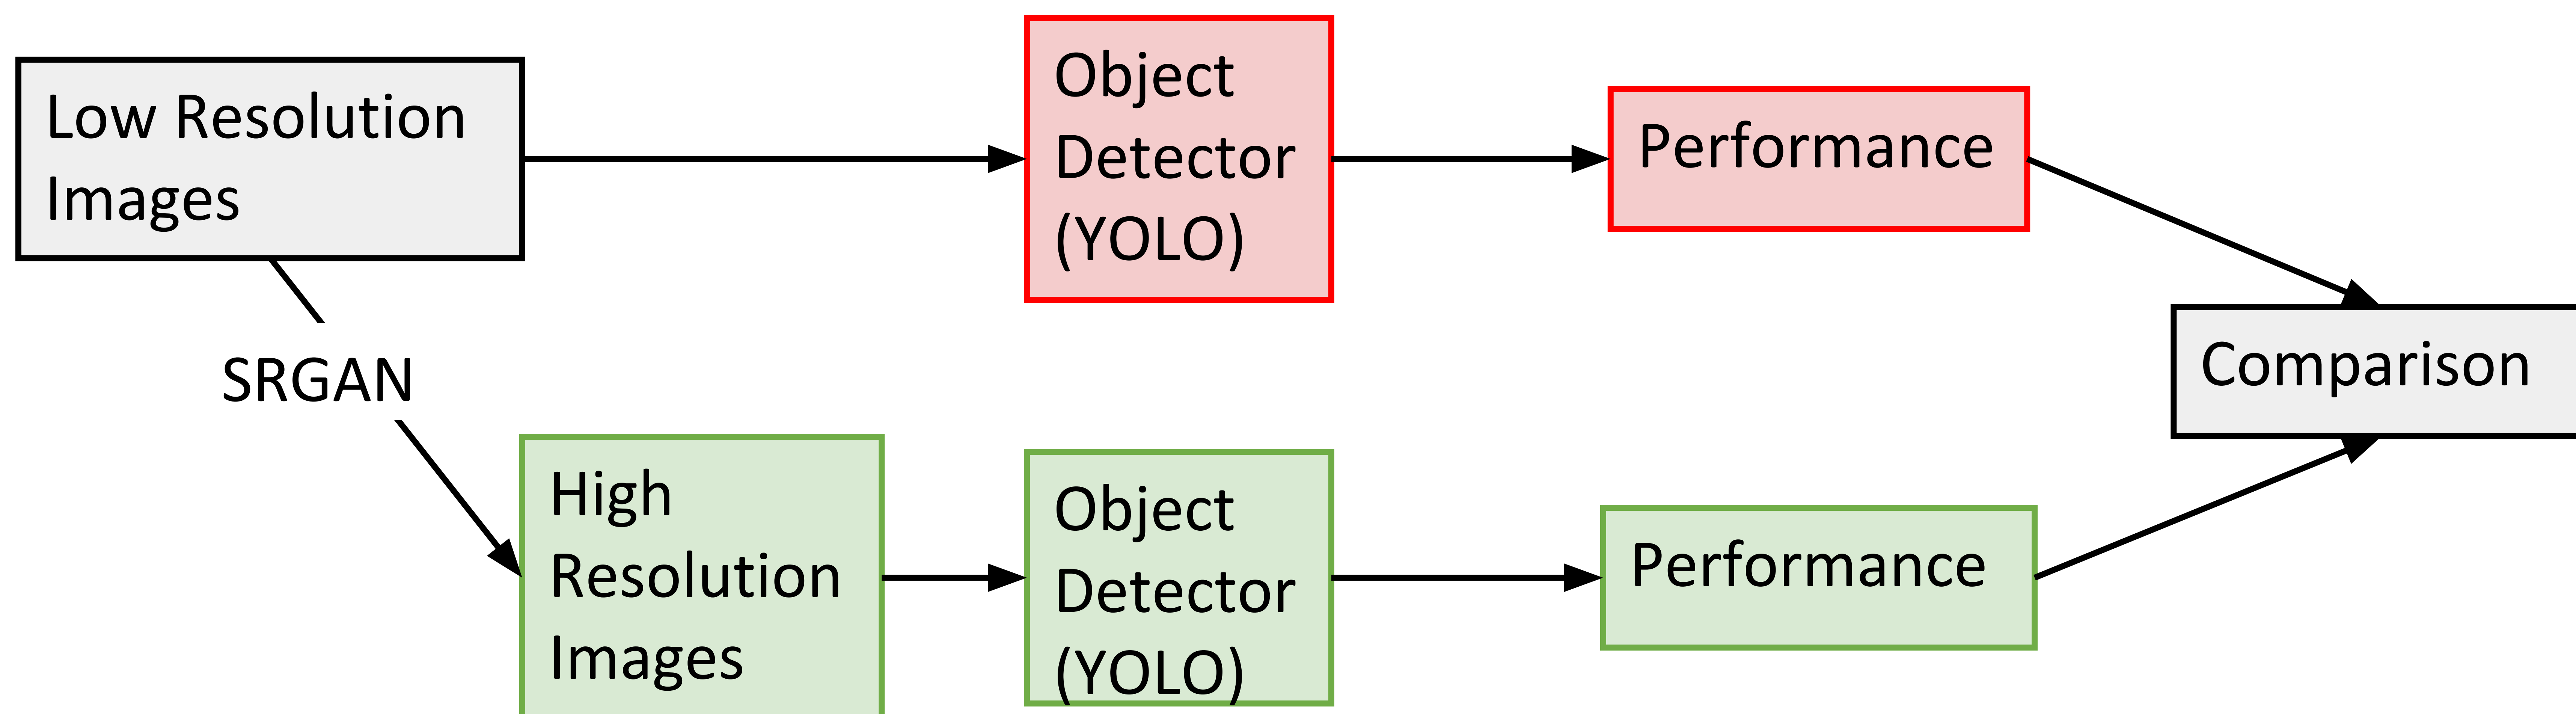 Low Resolution
Images
Object
Detector
(YOLO)
Performance
Comparison
SRGAN
High
Resolution
Images
Object
Detector
(YOLO)
Performance